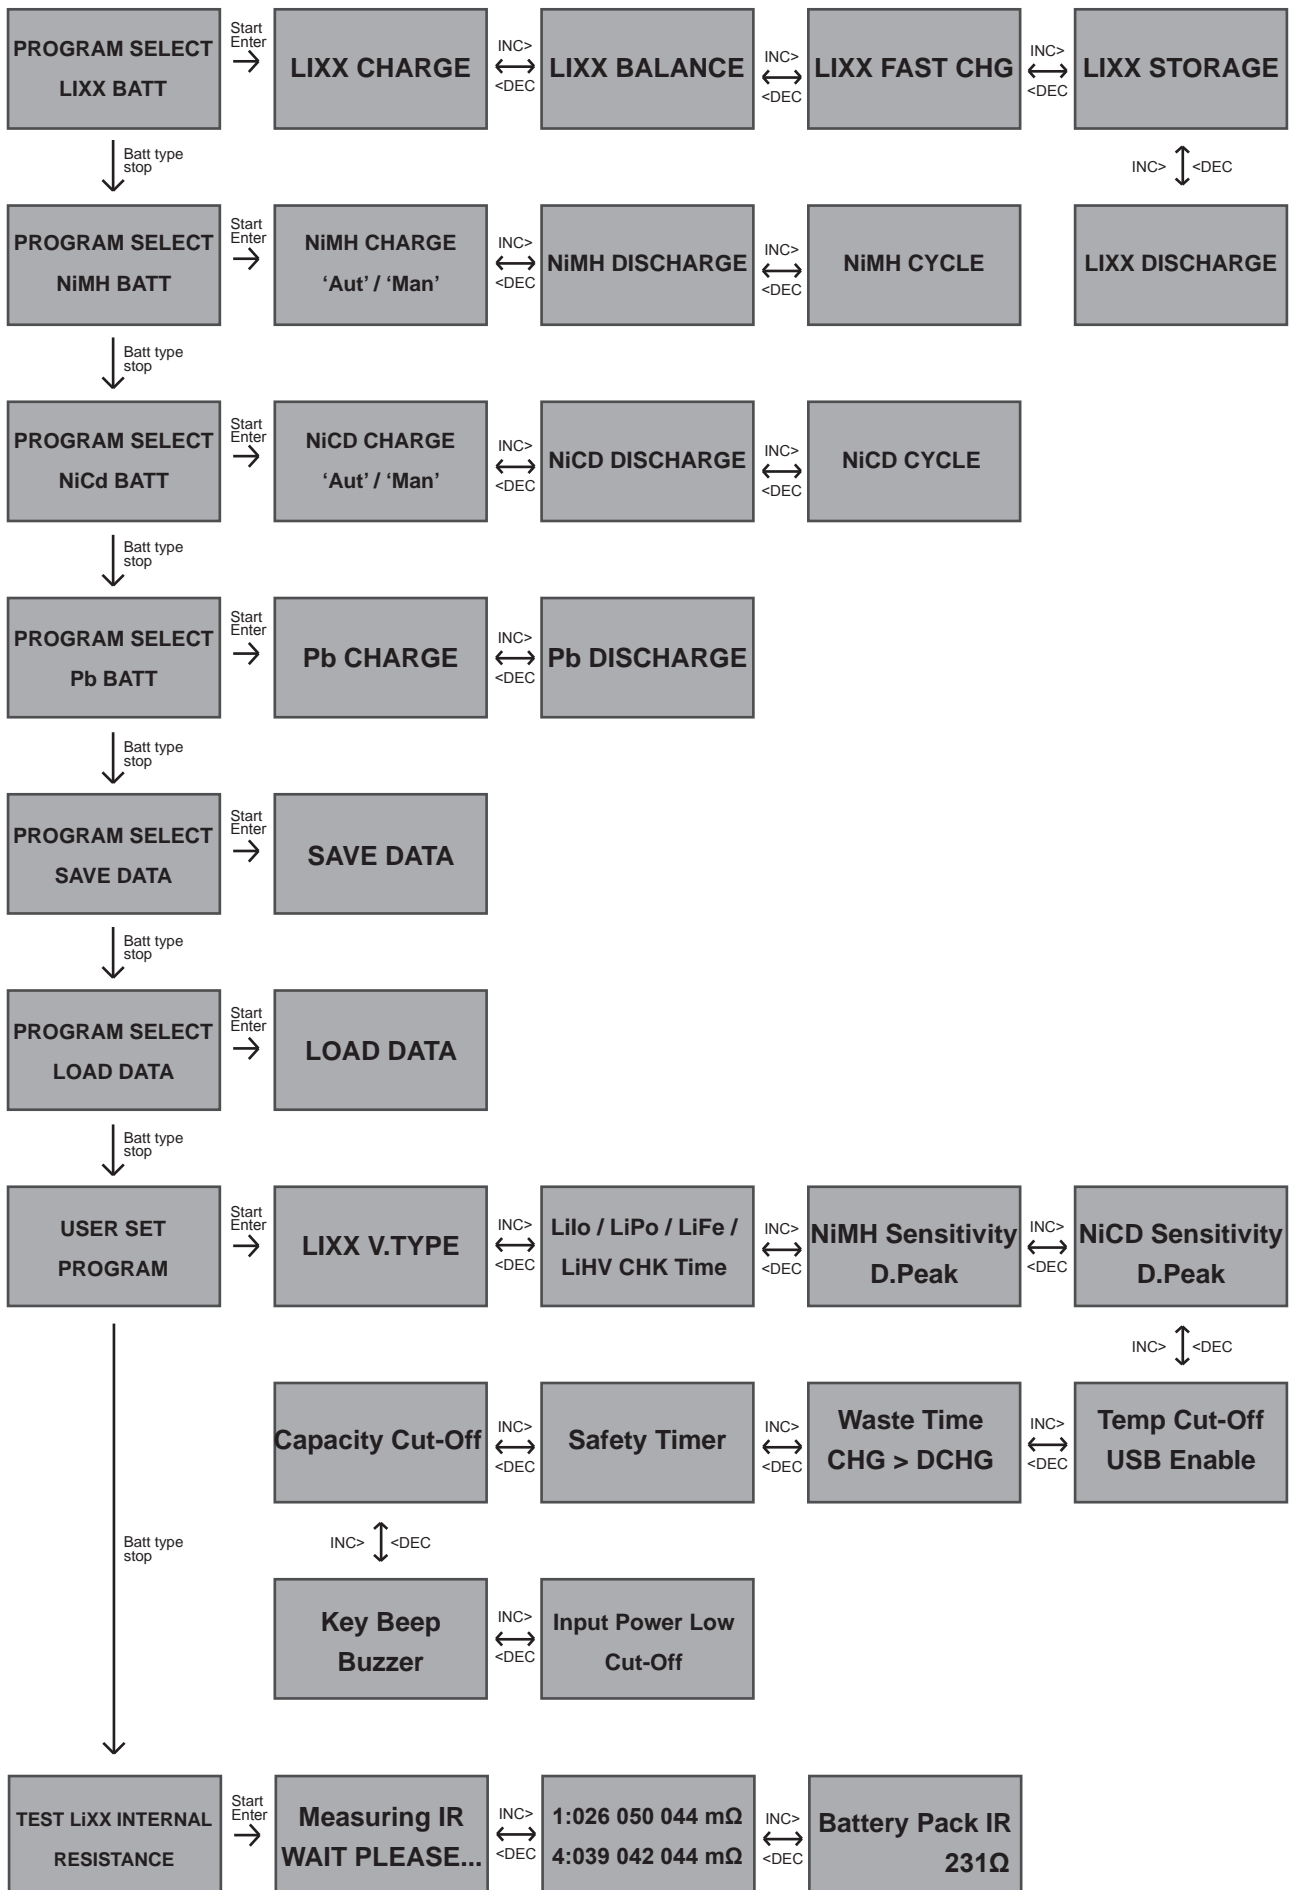 PROGRAM SELECT
LIXX BATT
Start
Enter
LIXX CHARGE
INC>
<DEC
LIXX BALANCE
INC>
<DEC
LIXX FAST CHG
INC>
<DEC
LIXX STORAGE
Batt type
stop
INC>
<DEC
PROGRAM SELECT
NiMH BATT
Start
Enter
NiMH CHARGE
‘Aut’ / ‘Man’
INC>
<DEC
NiMH DISCHARGE
INC>
<DEC
NiMH CYCLE
LIXX DISCHARGE
Batt type
stop
PROGRAM SELECT
NiCd BATT
Start
Enter
NiCD CHARGE
‘Aut’ / ‘Man’
INC>
<DEC
NiCD DISCHARGE
INC>
<DEC
NiCD CYCLE
Batt type
stop
PROGRAM SELECT
Pb BATT
Start
Enter
Pb CHARGE
INC>
<DEC
Pb DISCHARGE
Batt type
stop
PROGRAM SELECT
SAVE DATA
Start
Enter
SAVE DATA
Batt type
stop
PROGRAM SELECT
LOAD DATA
Start
Enter
LOAD DATA
Batt type
stop
USER SET
PROGRAM
Start
Enter
LIXX V.TYPE
INC>
<DEC
LiIo / LiPo / LiFe /
LiHV CHK Time
INC>
<DEC
NiMH Sensitivity
D.Peak
INC>
<DEC
NiCD Sensitivity
D.Peak
INC>
<DEC
Capacity Cut-Off
INC>
<DEC
Safety Timer
INC>
<DEC
Waste Time
CHG > DCHG
INC>
<DEC
Temp Cut-Off
USB Enable
Batt type
stop
INC>
<DEC
Key Beep
Buzzer
INC>
<DEC
Input Power Low
Cut-Off
TEST LiXX INTERNAL
RESISTANCE
Start
Enter
Measuring IR
WAIT PLEASE...
INC>
<DEC
1:026 050 044 mΩ
4:039 042 044 mΩ
INC>
<DEC
Battery Pack IR
231Ω